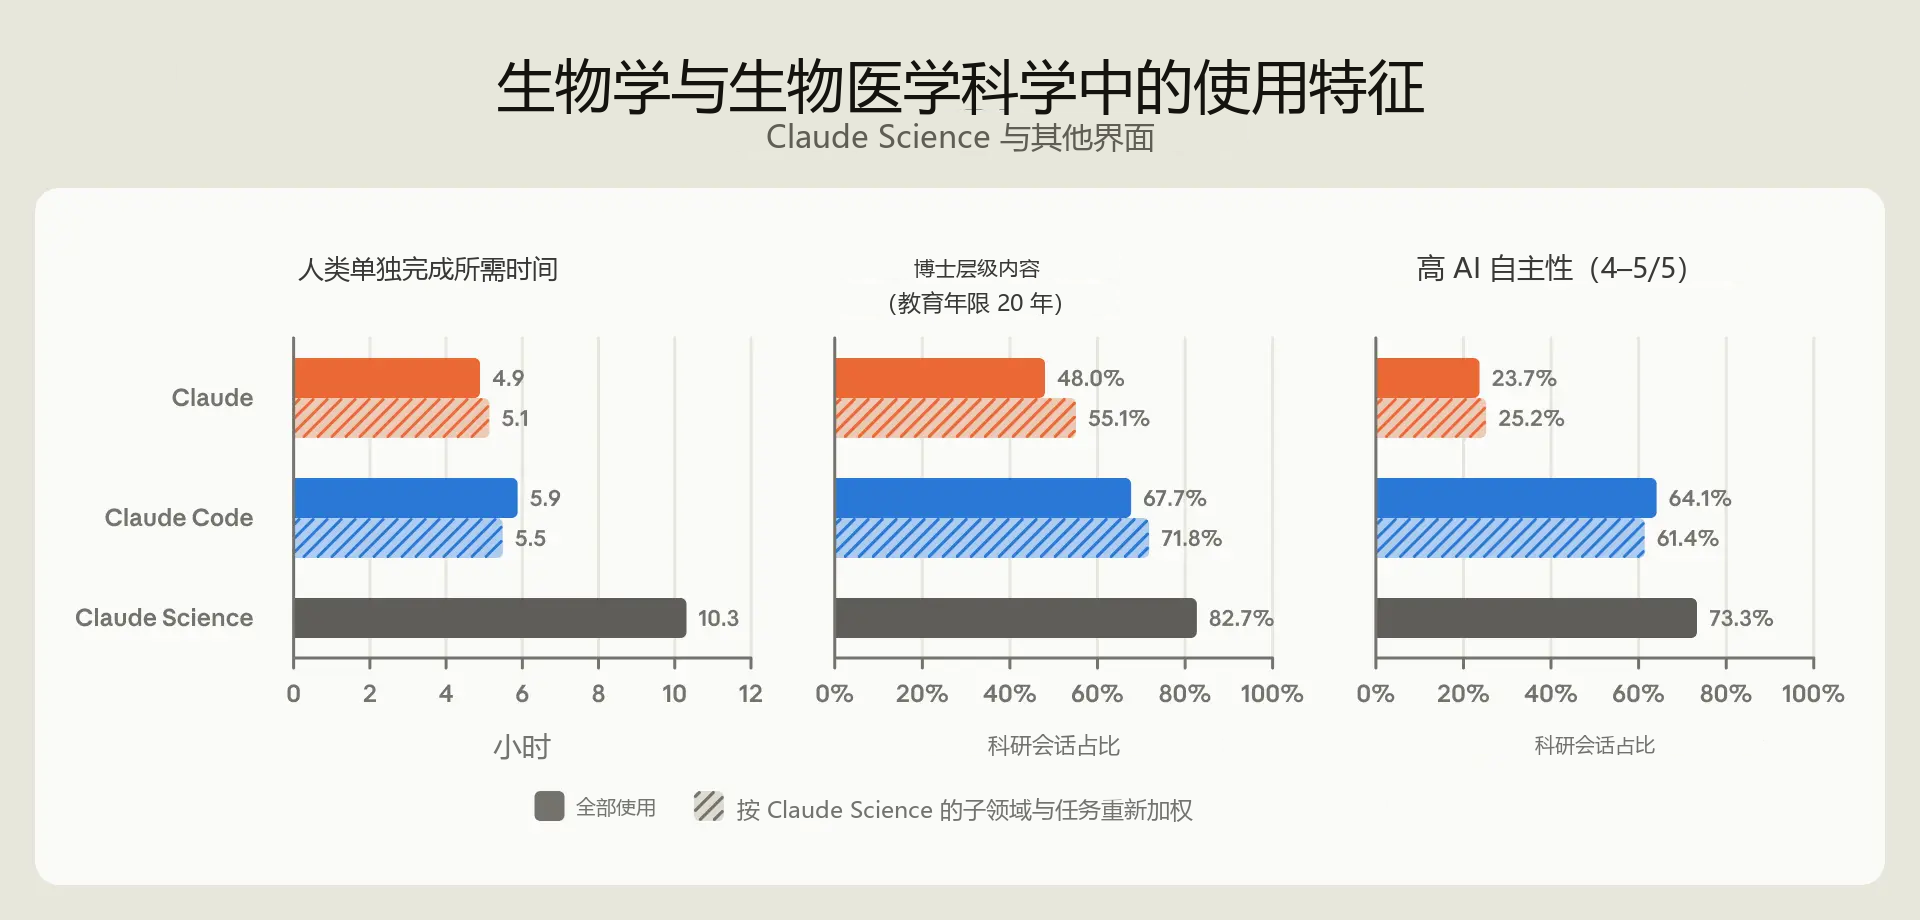 生物学与生物医学科学中的使用特征
Claude Science 与其他界面
人类单独完成所需时间
Claude
4.9
5.1
Claude Code
5.9
5.5
Claude Science
10.3
0 2 4 6 8 10 12
小时
博士层级内容
（教育年限 20 年）
48.0%
55.1%
67.7%
71.8%
82.7%
0% 20% 40% 60% 80% 100%
科研会话占比
高 AI 自主性（4–5/5）
23.7%
25.2%
64.1%
61.4%
73.3%
0% 20% 40% 60% 80% 100%
科研会话占比
全部使用
按 Claude Science 的子领域与任务重新加权